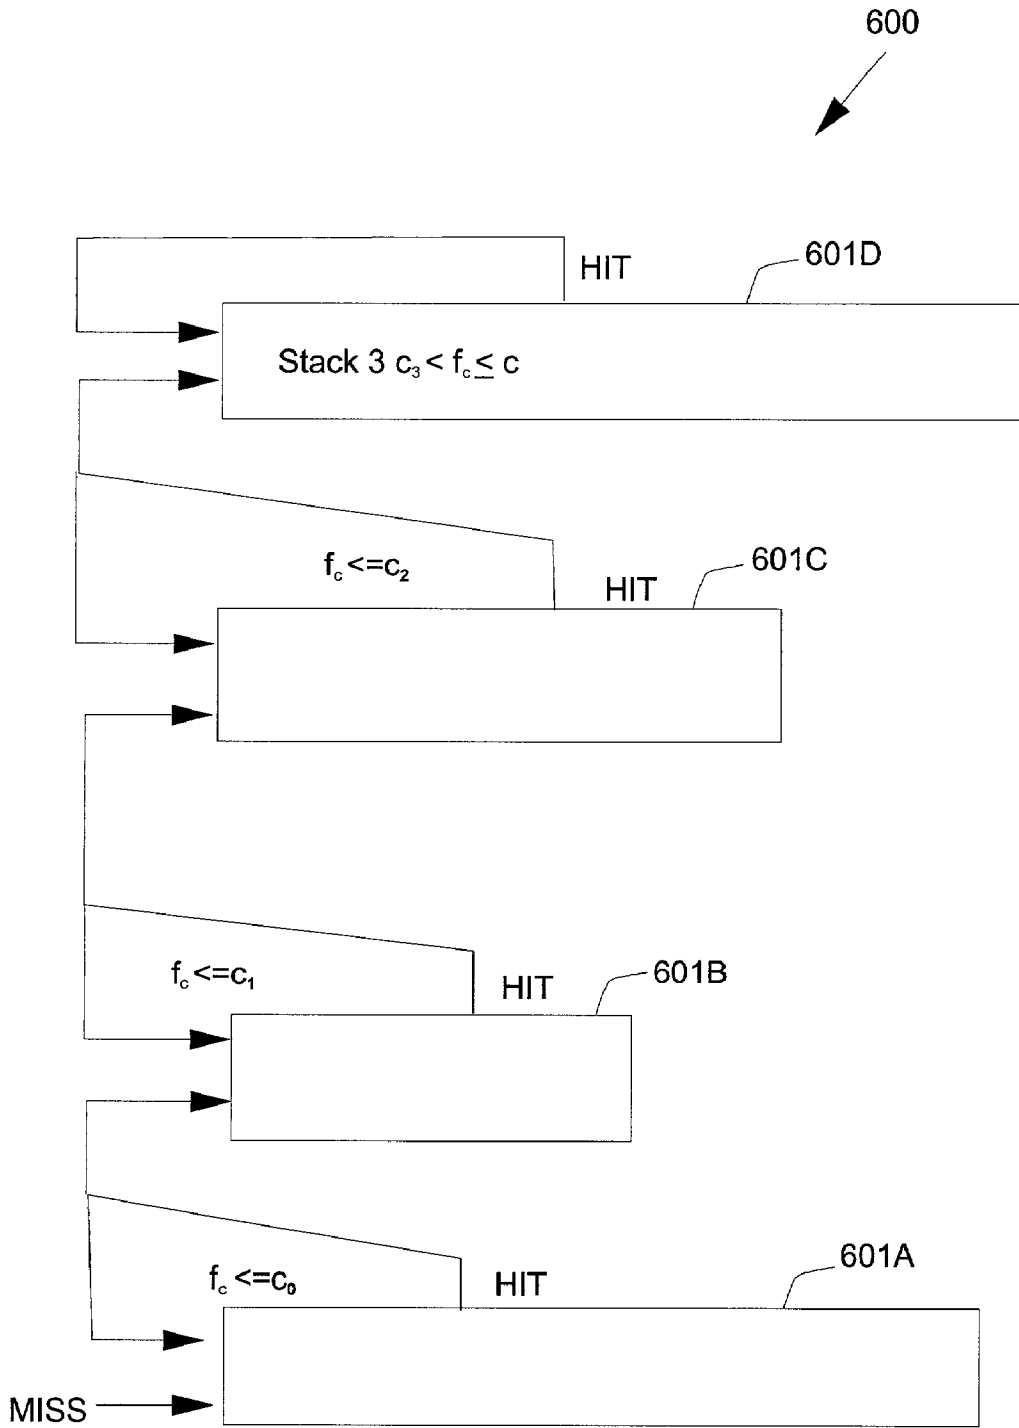 600
601D
HIT
Stack 3 c₃ < f꜀ ≤ c
601C
f꜀ <=c₂
HIT
601B
f꜀ <=c₁
HIT
601A
f꜀ <=c₀
HIT
MISS